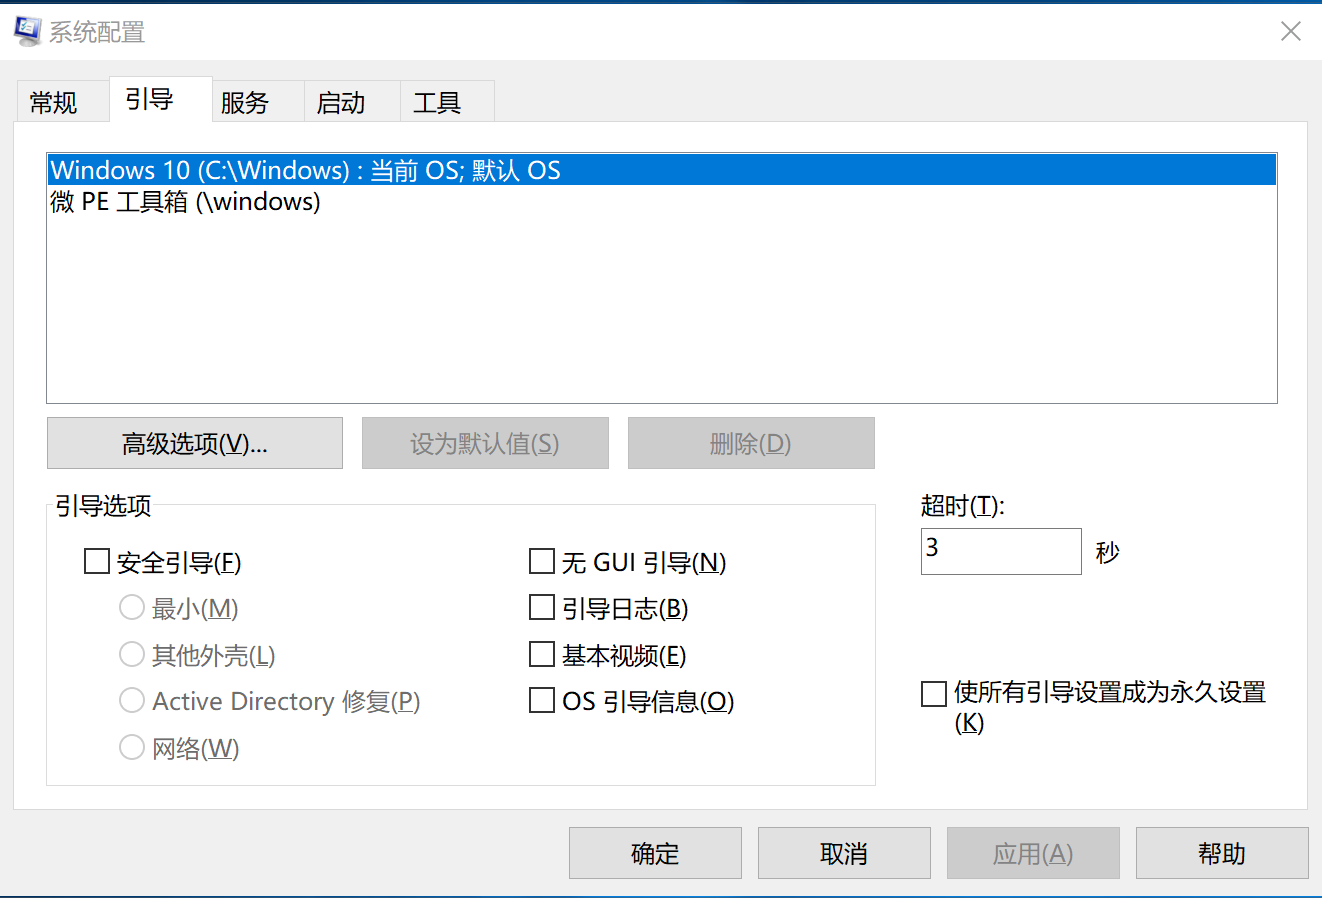 系统配置
常规 引导 服务 启动 工具
Windows 10 (C:\Windows) : 当前 OS; 默认 OS
微 PE 工具箱 (\windows)
高级选项(V)... 设为默认值(S) 删除(D)
引导选项
超时(T):
3 秒
安全引导(F) 无 GUI 引导(N)
最小(M) 引导日志(B)
其他外壳(L) 基本视频(E)
Active Directory 修复(P) OS 引导信息(O)
网络(W)
使所有引导设置成为永久设置
(K)
确定 取消 应用(A) 帮助